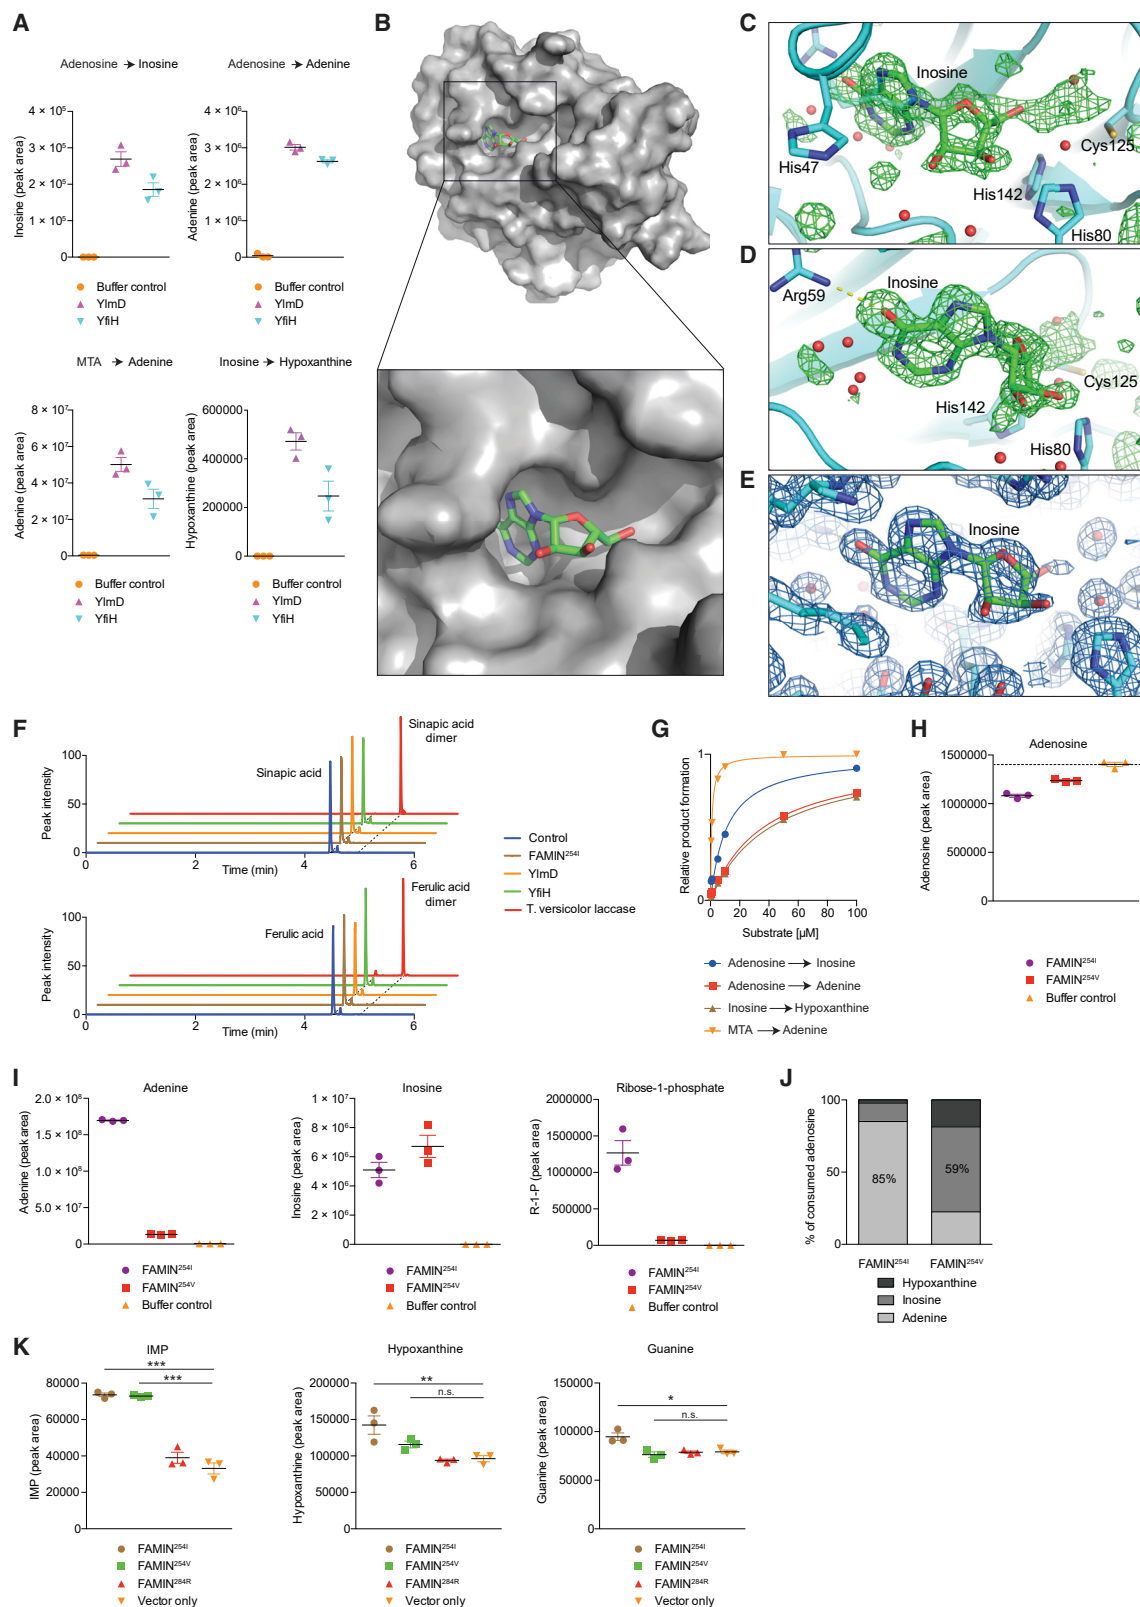 A
Adenosine → Inosine
Inosine (peak area)
4 × 10⁵
3 × 10⁵
2 × 10⁵
1 × 10⁵
0
Buffer control
YlmD
YfiH
Adenosine → Adenine
Adenine (peak area)
4 × 10⁶
3 × 10⁶
2 × 10⁶
1 × 10⁶
0
Buffer control
YlmD
YfiH
MTA → Adenine
Adenine (peak area)
8 × 10⁷
6 × 10⁷
4 × 10⁷
2 × 10⁷
0
Buffer control
YlmD
YfiH
Inosine → Hypoxanthine
Hypoxanthine (peak area)
600000
400000
200000
0
Buffer control
YlmD
YfiH
B
C
Inosine
His47
Cys125
His142
His80
D
Arg59
Inosine
Cys125
His142
His80
E
Inosine
F
Peak intensity
100
50
0
Sinapic acid
Sinapic acid
dimer
0 2 4 6
Time (min)
Peak intensity
100
50
0
Ferulic acid
Ferulic acid
dimer
0 2 4 6
Time (min)
Control
FAMIN²⁵⁴ᴵ
YlmD
YfiH
T. versicolor laccase
G
Relative product formation
1
0
0 20 40 60 80 100
Substrate [µM]
Adenosine → Inosine
Adenosine → Adenine
Inosine → Hypoxanthine
MTA → Adenine
H
Adenosine
Adenosine (peak area)
1500000
1000000
500000
0
FAMIN²⁵⁴ᴵ
FAMIN²⁵⁴ⱽ
Buffer control
I
Adenine
Adenine (peak area)
2.0 × 10⁸
1.5 × 10⁸
1.0 × 10⁸
5.0 × 10⁷
0
FAMIN²⁵⁴ᴵ
FAMIN²⁵⁴ⱽ
Buffer control
Inosine
Inosine (peak area)
1 × 10⁷
8 × 10⁶
6 × 10⁶
4 × 10⁶
2 × 10⁶
0
FAMIN²⁵⁴ᴵ
FAMIN²⁵⁴ⱽ
Buffer control
Ribose-1-phosphate
R-1-P (peak area)
2000000
1500000
1000000
500000
0
FAMIN²⁵⁴ᴵ
FAMIN²⁵⁴ⱽ
Buffer control
J
% of consumed adenosine
100
50
0
85%
59%
FAMIN²⁵⁴ᴵ FAMIN²⁵⁴ⱽ
Hypoxanthine
Inosine
Adenine
K
IMP
***
***
IMP (peak area)
80000
60000
40000
20000
0
FAMIN²⁵⁴ᴵ
FAMIN²⁵⁴ⱽ
FAMIN²⁸⁴ᴿ
Vector only
Hypoxanthine
**
n.s.
Hypoxanthine (peak area)
200000
150000
100000
50000
0
FAMIN²⁵⁴ᴵ
FAMIN²⁵⁴ⱽ
FAMIN²⁸⁴ᴿ
Vector only
Guanine
*
n.s.
Guanine (peak area)
150000
100000
50000
0
FAMIN²⁵⁴ᴵ
FAMIN²⁵⁴ⱽ
FAMIN²⁸⁴ᴿ
Vector only